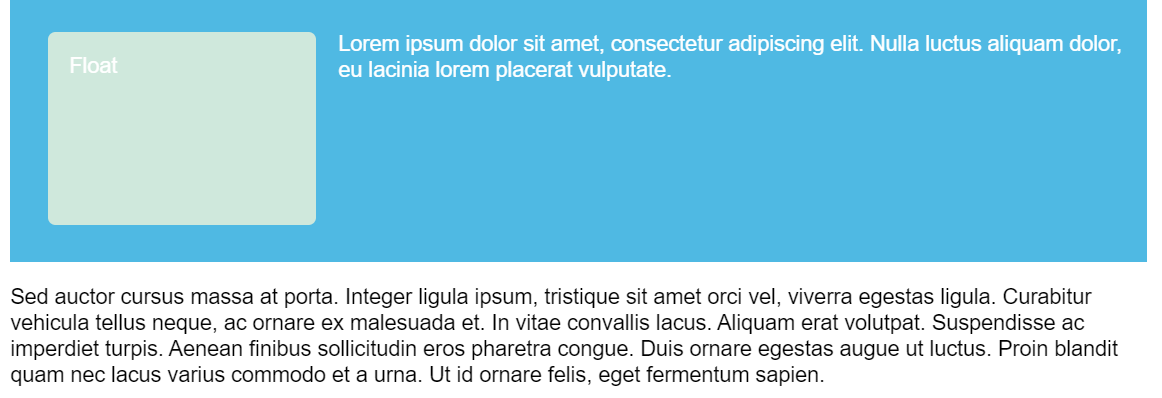 Float
Lorem ipsum dolor sit amet, consectetur adipiscing elit. Nulla luctus aliquam dolor,
eu lacinia lorem placerat vulputate.
Sed auctor cursus massa at porta. Integer ligula ipsum, tristique sit amet orci vel, viverra egestas ligula. Curabitur
vehicula tellus neque, ac ornare ex malesuada et. In vitae convallis lacus. Aliquam erat volutpat. Suspendisse ac
imperdiet turpis. Aenean finibus sollicitudin eros pharetra congue. Duis ornare egestas augue ut luctus. Proin blandit
quam nec lacus varius commodo et a urna. Ut id ornare felis, eget fermentum sapien.